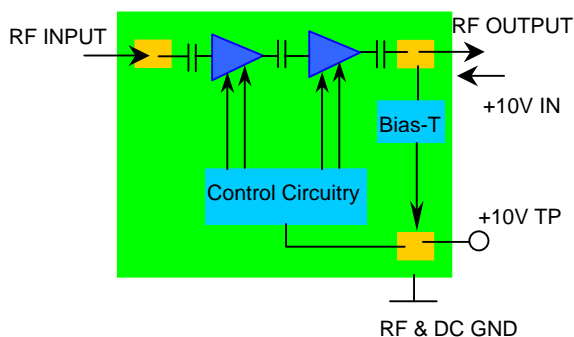 RF INPUT
RF OUTPUT
+10V IN
Bias-T
Control Circuitry
+10V TP
RF & DC GND